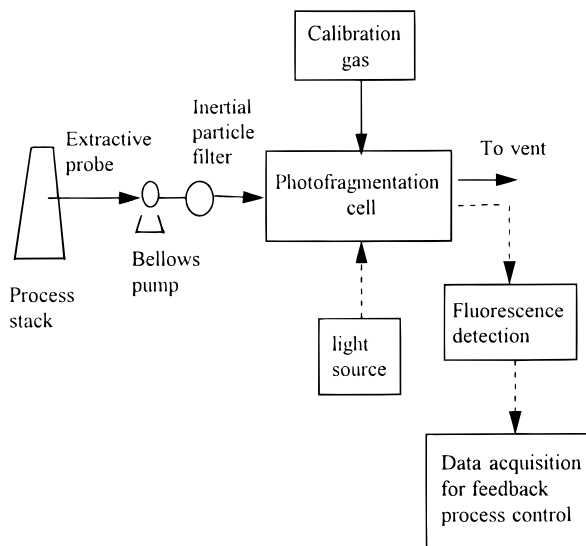 Calibration
gas
Inertial
particle
filter
Extractive
probe
To vent
Photofragmentation
cell
Bellows
pump
Process
stack
Fluorescence
detection
light
source
Data acquisition
for feedback
process control